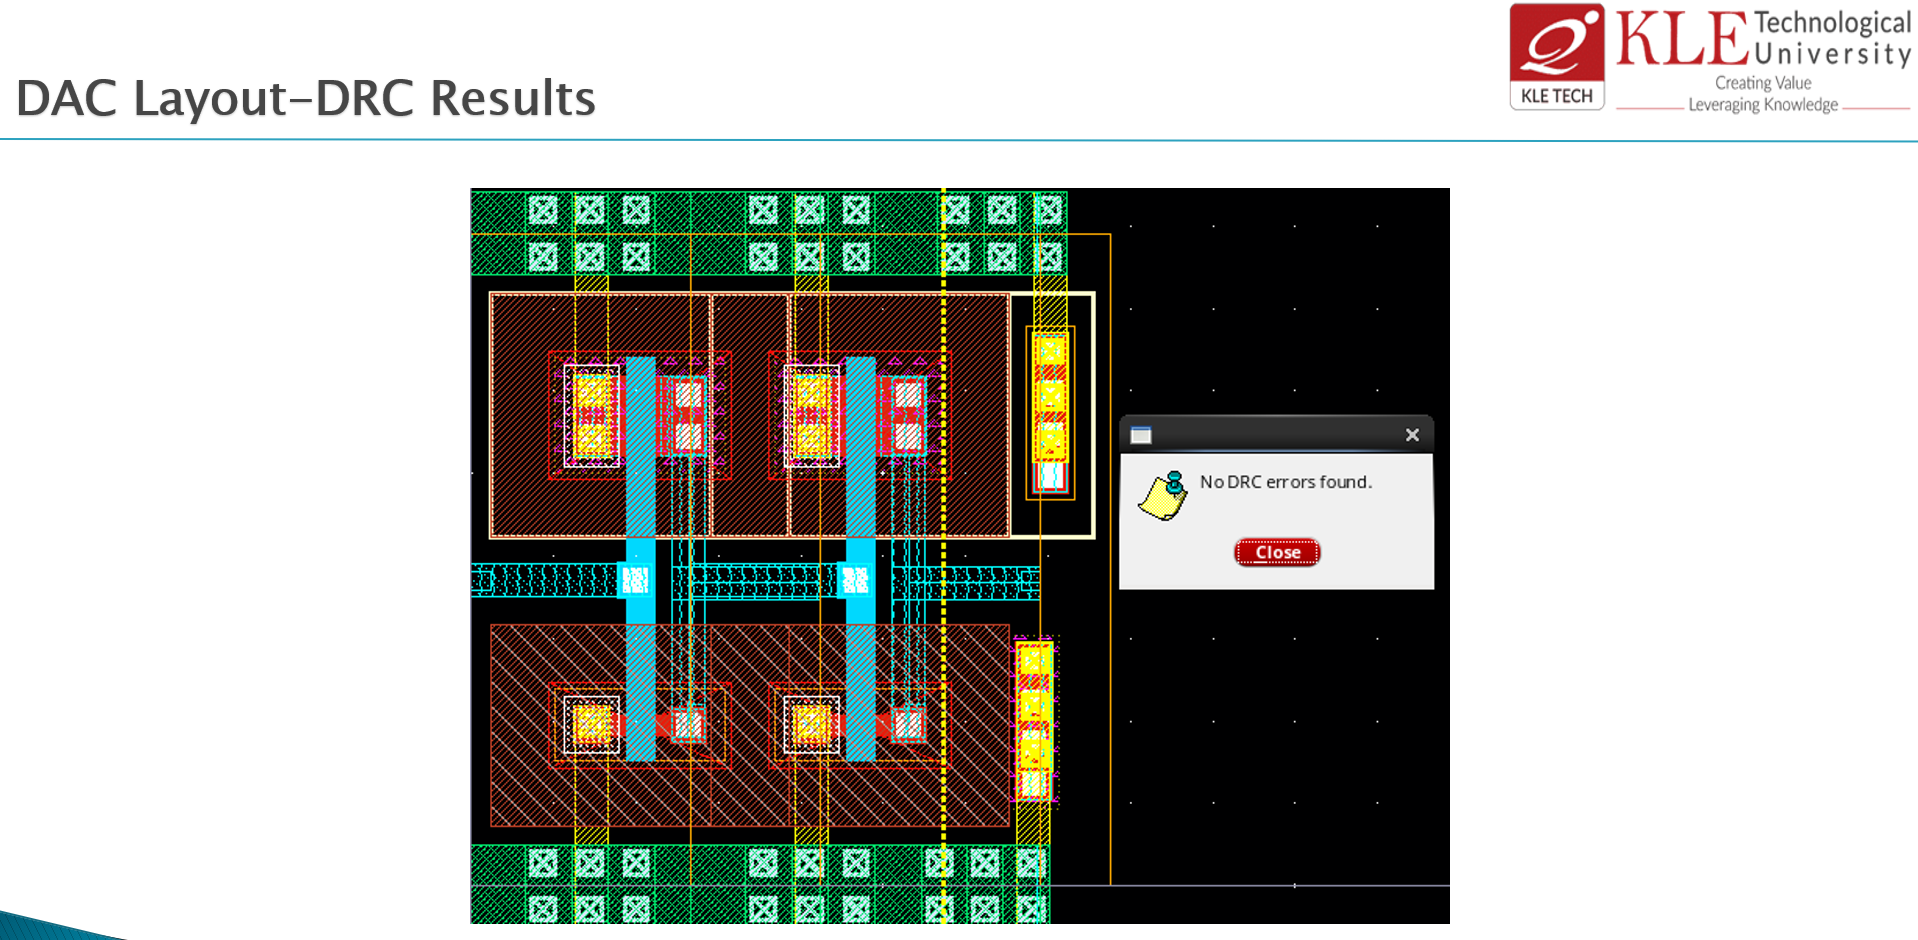 DAC Layout-DRC Results
KLE TECH
KLE Technological
University
Creating Value
Leveraging Knowledge
No DRC errors found.
Close